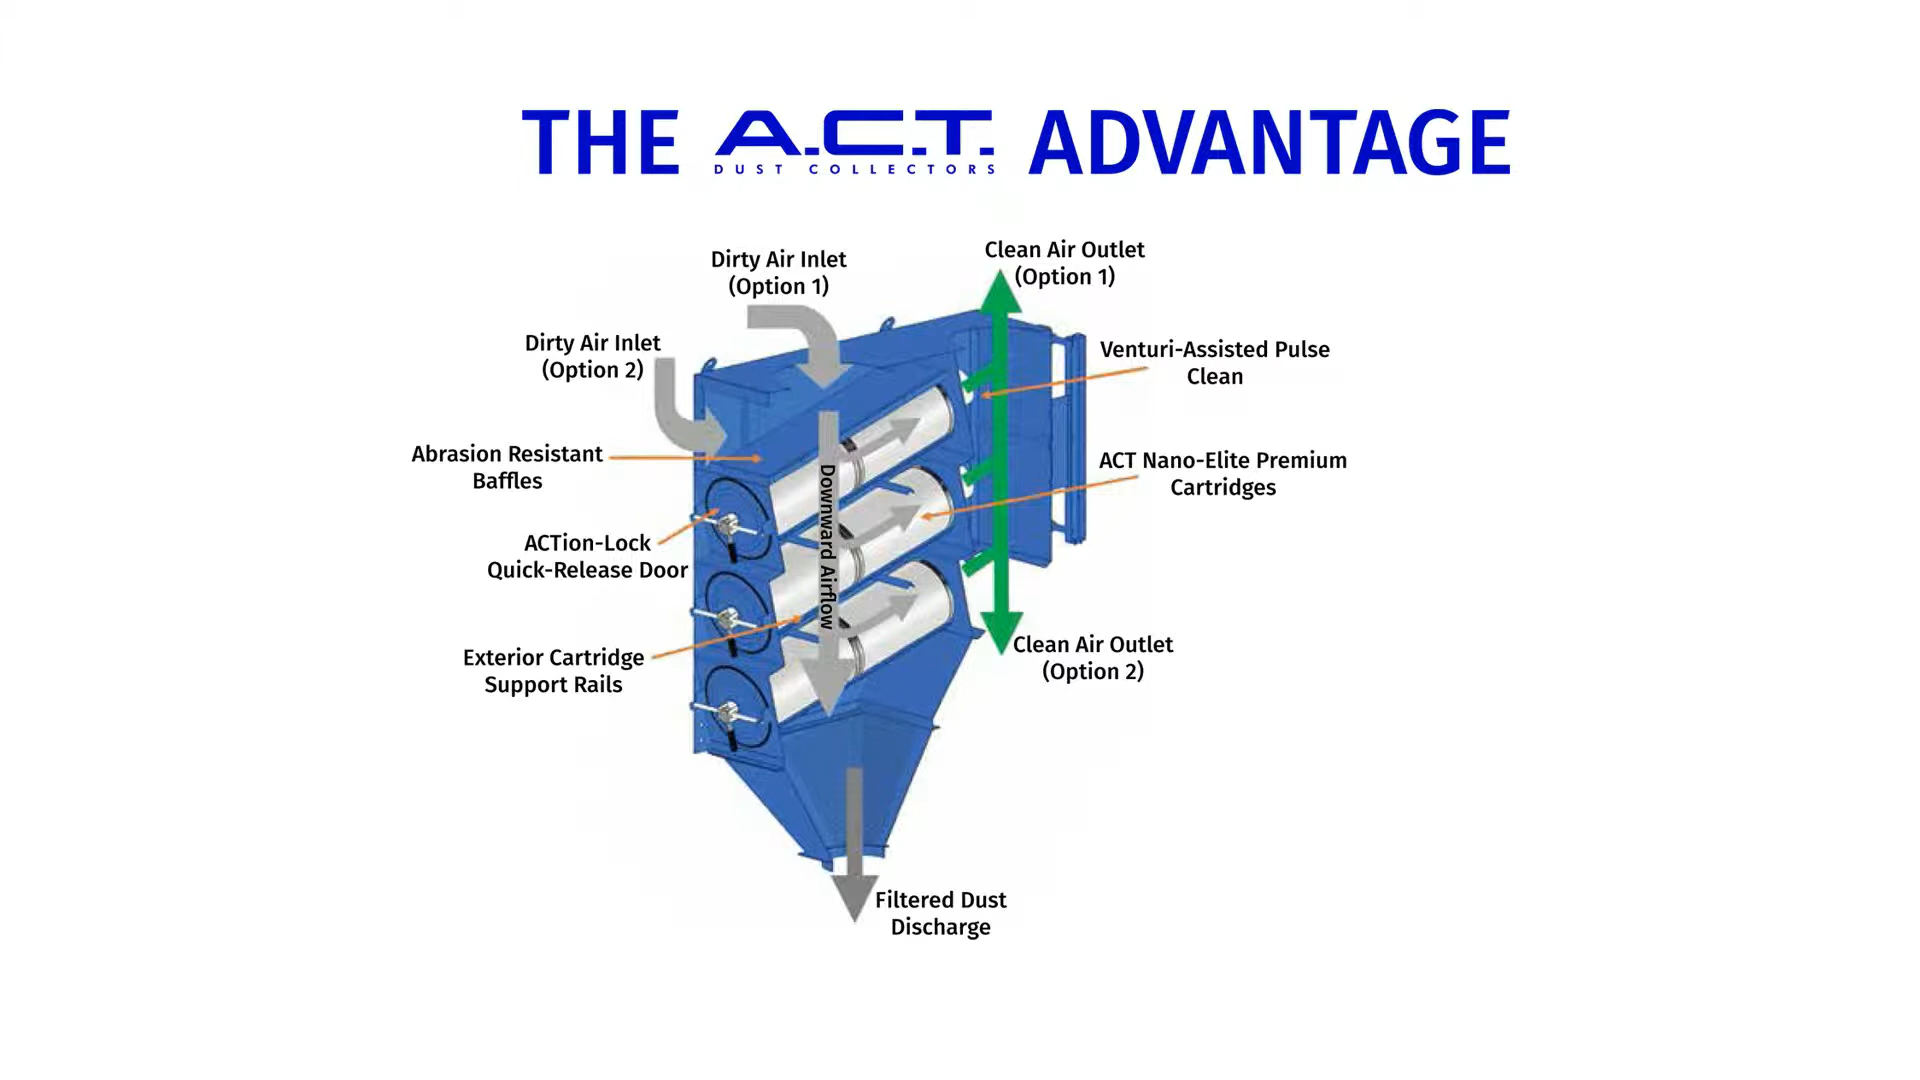 THE A.C.T. ADVANTAGE
DUST COLLECTORS
Dirty Air Inlet
(Option 1)
Clean Air Outlet
(Option 1)
Dirty Air Inlet
(Option 2)
Venturi-Assisted Pulse
Clean
Abrasion Resistant
Baffles
ACT Nano-Elite Premium
Cartridges
Downward Airflow
ACTion-Lock
Quick-Release Door
Exterior Cartridge
Support Rails
Clean Air Outlet
(Option 2)
Filtered Dust
Discharge